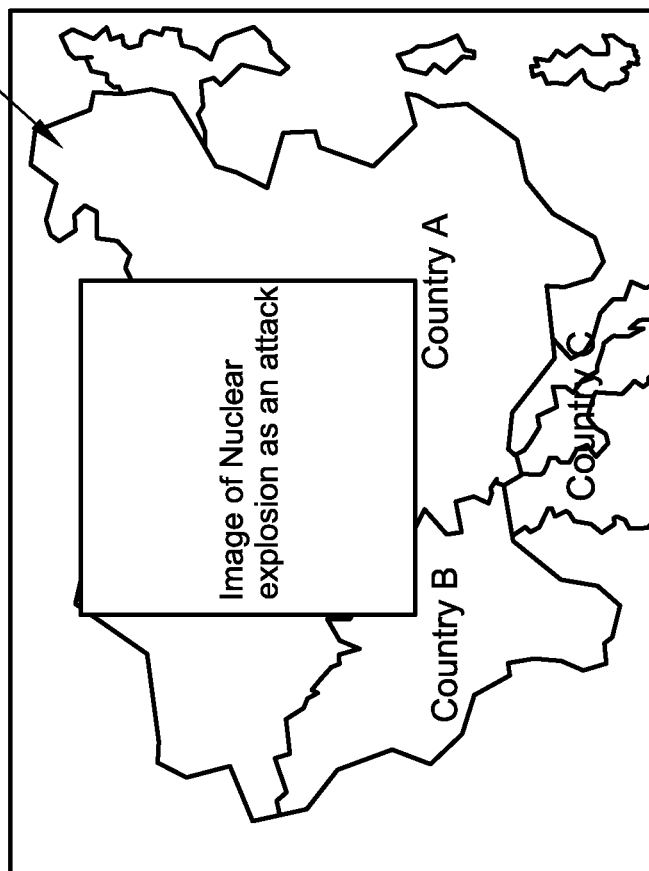 Image of Nuclear
explosion as an attack
Country A
Country B
Country C